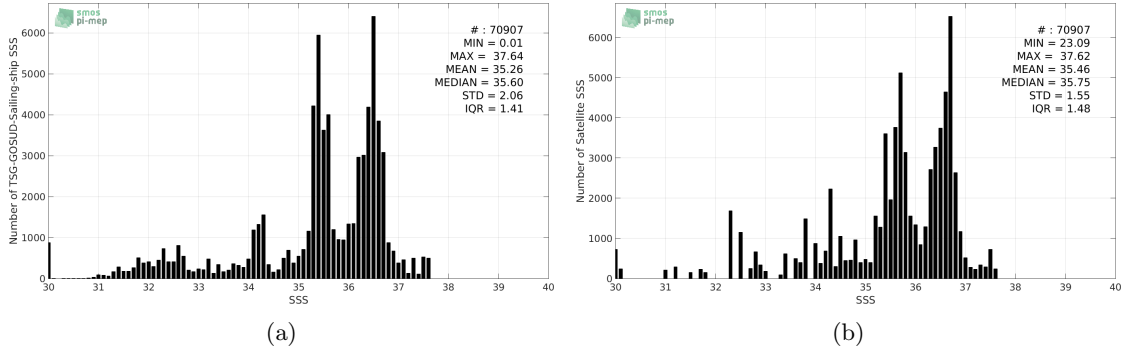 smos
pi-mep
# : 70907
MIN = 0.01
MAX = 37.64
MEAN = 35.26
MEDIAN = 35.60
STD = 2.06
IQR = 1.41
Number of TSG-GOSUD-Sailing-ship SSS
6000
5000
4000
3000
2000
1000
0
30 31 32 33 34 35 36 37 38 39 40
SSS
(a)
smos
pi-mep
# : 70907
MIN = 23.09
MAX = 37.62
MEAN = 35.46
MEDIAN = 35.75
STD = 1.55
IQR = 1.48
Number of Satellite SSS
6000
5000
4000
3000
2000
1000
0
30 31 32 33 34 35 36 37 38 39 40
SSS
(b)